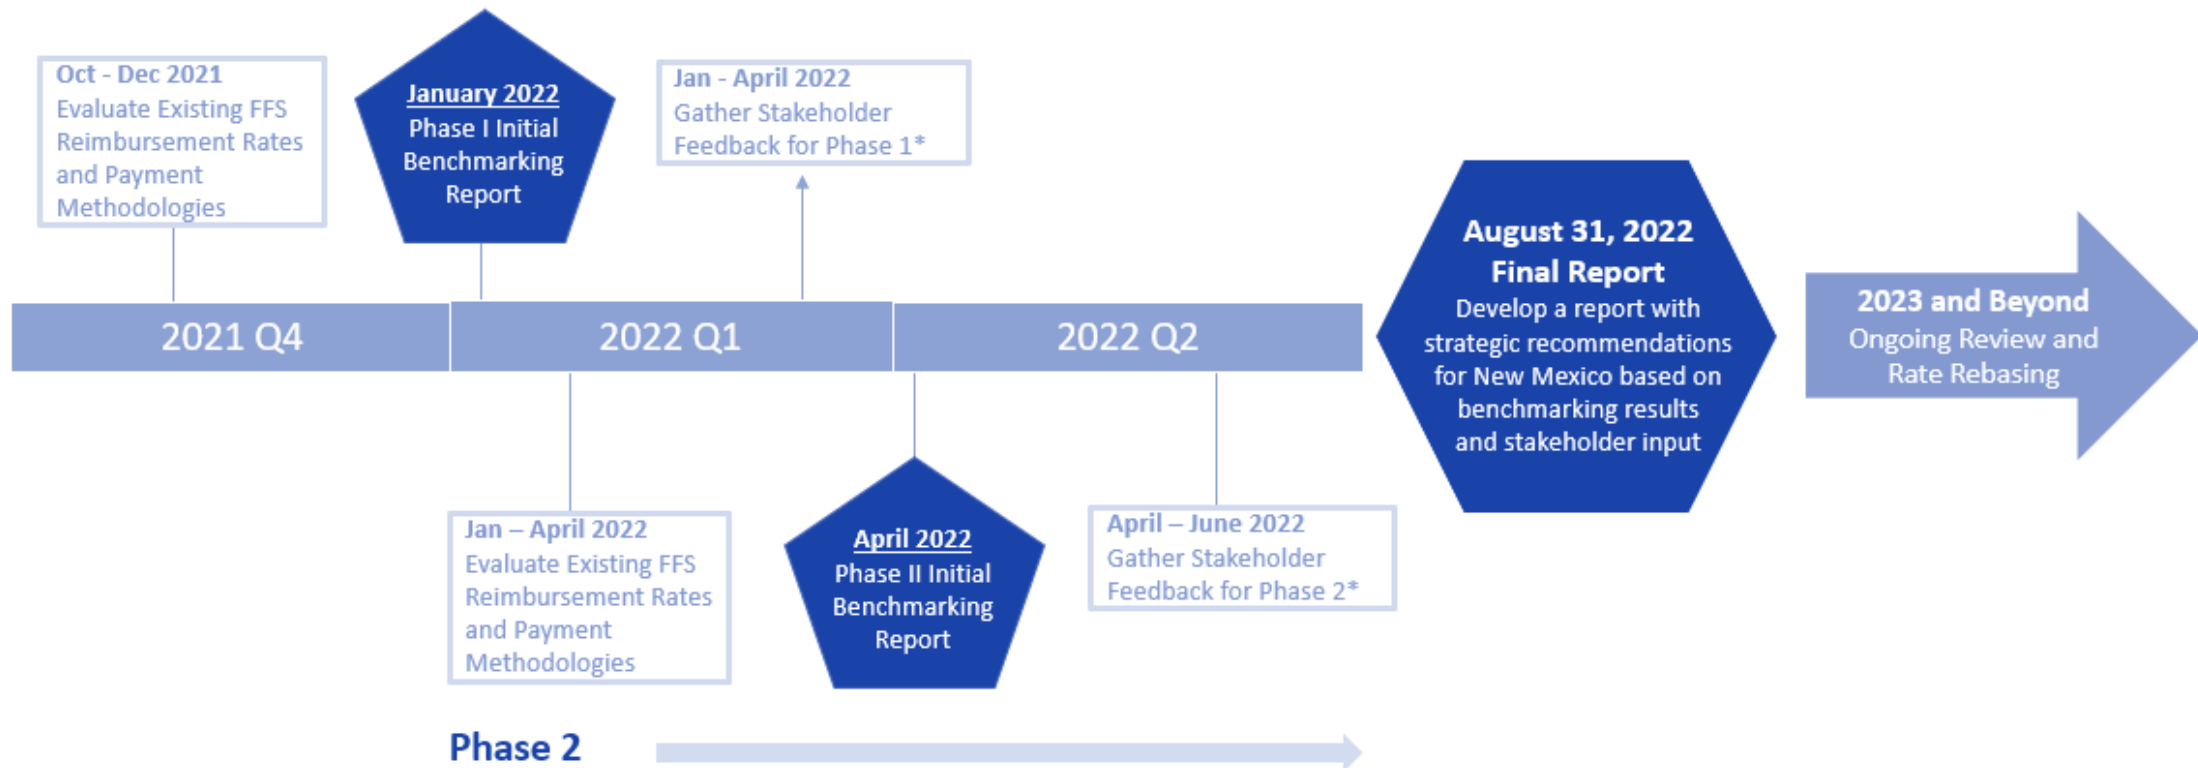 Oct - Dec 2021
Evaluate Existing FFS
Reimbursement Rates
and Payment
Methodologies
January 2022
Phase I Initial
Benchmarking
Report
Jan - April 2022
Gather Stakeholder
Feedback for Phase 1*
2021 Q4
2022 Q1
2022 Q2
August 31, 2022
Final Report
Develop a report with
strategic recommendations
for New Mexico based on
benchmarking results
and stakeholder input
2023 and Beyond
Ongoing Review and
Rate Rebasing
Jan – April 2022
Evaluate Existing FFS
Reimbursement Rates
and Payment
Methodologies
April 2022
Phase II Initial
Benchmarking
Report
April – June 2022
Gather Stakeholder
Feedback for Phase 2*
Phase 2